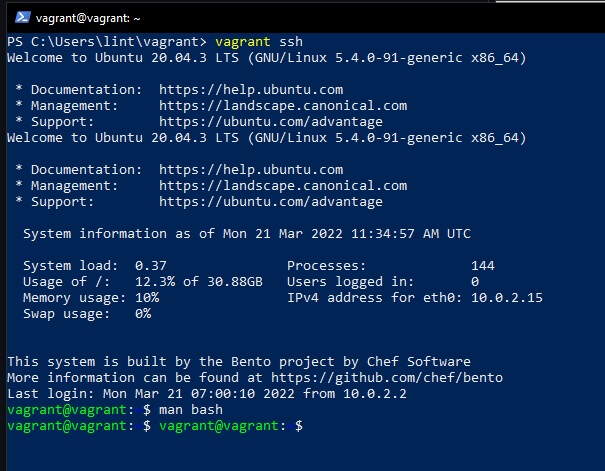 vagrant@vagrant: ~
PS C:\Users\lint\vagrant> vagrant ssh
Welcome to Ubuntu 20.04.3 LTS (GNU/Linux 5.4.0-91-generic x86_64)
* Documentation:  https://help.ubuntu.com
* Management:     https://landscape.canonical.com
* Support:        https://ubuntu.com/advantage
Welcome to Ubuntu 20.04.3 LTS (GNU/Linux 5.4.0-91-generic x86_64)
* Documentation:  https://help.ubuntu.com
* Management:     https://landscape.canonical.com
* Support:        https://ubuntu.com/advantage
System information as of Mon 21 Mar 2022 11:34:57 AM UTC
System load:  0.37               Processes:             144
Usage of /:   12.3% of 30.88GB   Users logged in:       0
Memory usage: 10%                IPv4 address for eth0: 10.0.2.15
Swap usage:   0%
This system is built by the Bento project by Chef Software
More information can be found at https://github.com/chef/bento
Last login: Mon Mar 21 07:00:10 2022 from 10.0.2.2
vagrant@vagrant:~$ man bash
vagrant@vagrant:~$ vagrant@vagrant:~$